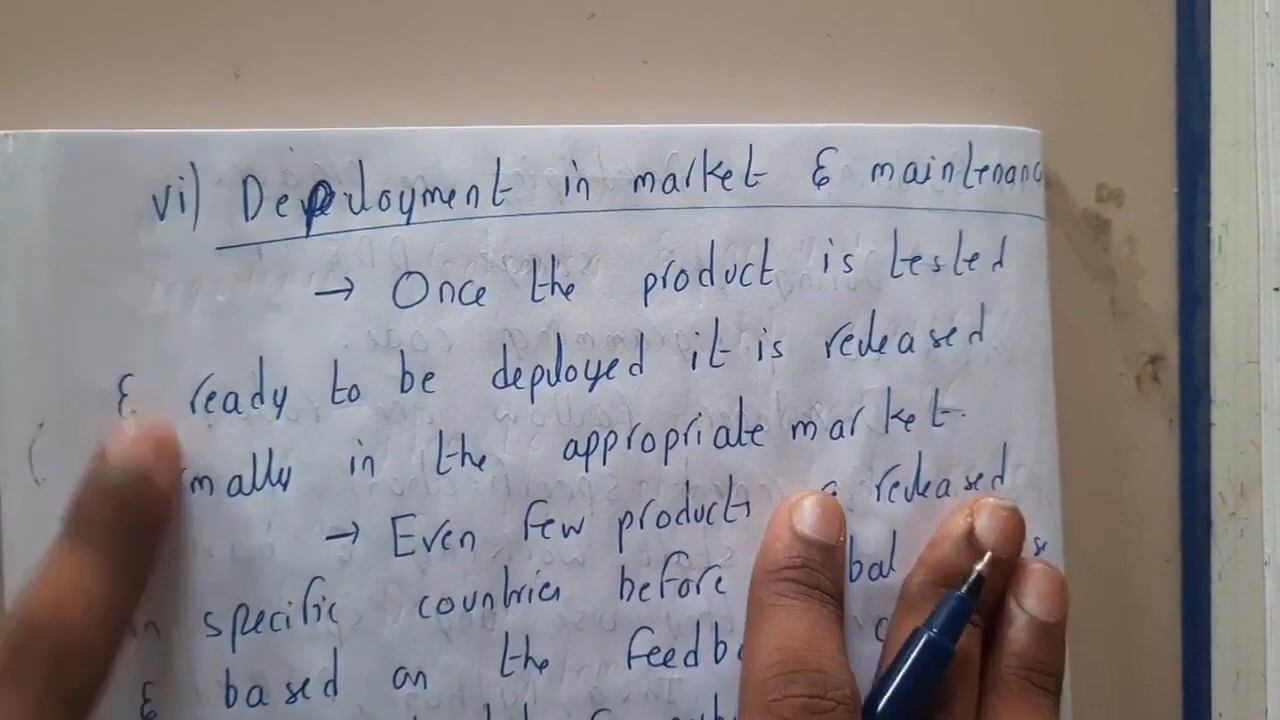 vi) Deployment in market & maintenanc
→ Once the product is tested
& ready to be deployed it is released
mally in the appropriate market.
→ Even few product released
specific countries before bal
& based on the feedb